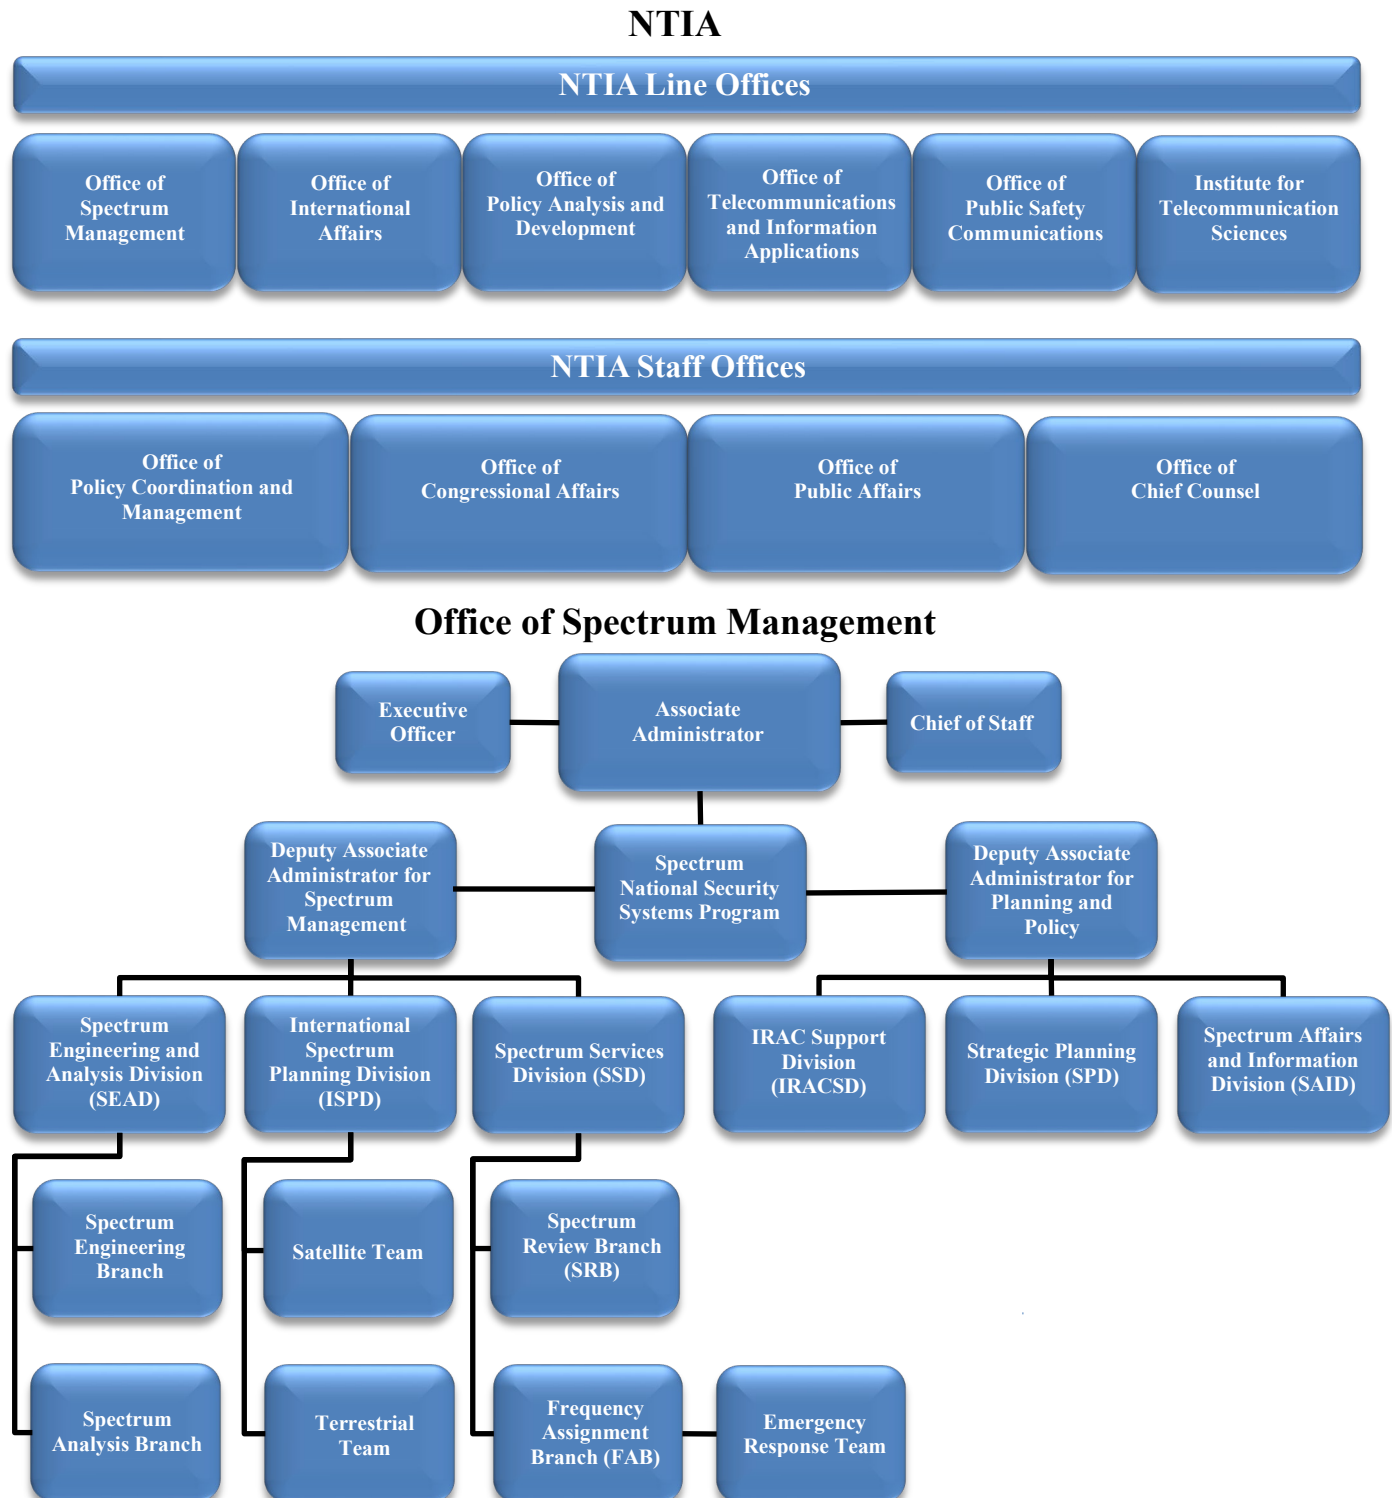 NTIA
NTIA Line Offices
Office of
Spectrum
Management
Office of
International
Affairs
Office of
Policy Analysis and
Development
Office of
Telecommunications
and Information
Applications
Office of
Public Safety
Communications
Institute for
Telecommunication
Sciences
NTIA Staff Offices
Office of
Policy Coordination and
Management
Office of
Congressional Affairs
Office of
Public Affairs
Office of
Chief Counsel
Office of Spectrum Management
Executive
Officer
Associate
Administrator
Chief of Staff
Deputy Associate
Administrator for
Spectrum
Management
Spectrum
National Security
Systems Program
Deputy Associate
Administrator for
Planning and
Policy
Spectrum
Engineering and
Analysis Division
(SEAD)
International
Spectrum
Planning Division
(ISPD)
Spectrum Services
Division (SSD)
IRAC Support
Division
(IRACSD)
Strategic Planning
Division (SPD)
Spectrum Affairs
and Information
Division (SAID)
Spectrum
Engineering
Branch
Satellite Team
Spectrum
Review Branch
(SRB)
Spectrum
Analysis Branch
Terrestrial
Team
Frequency
Assignment
Branch (FAB)
Emergency
Response Team